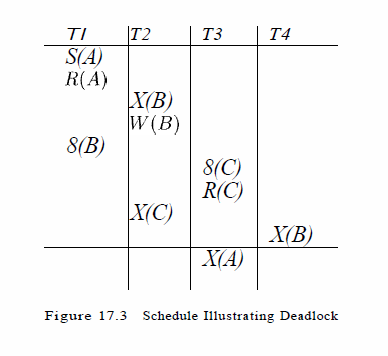 T1 T2 T3 T4
S(A)
R(A)
X(B)
W(B)
8(B)
8(C)
R(C)
X(C)
X(B)
X(A)
Figure 17.3 Schedule Illustrating Deadlock